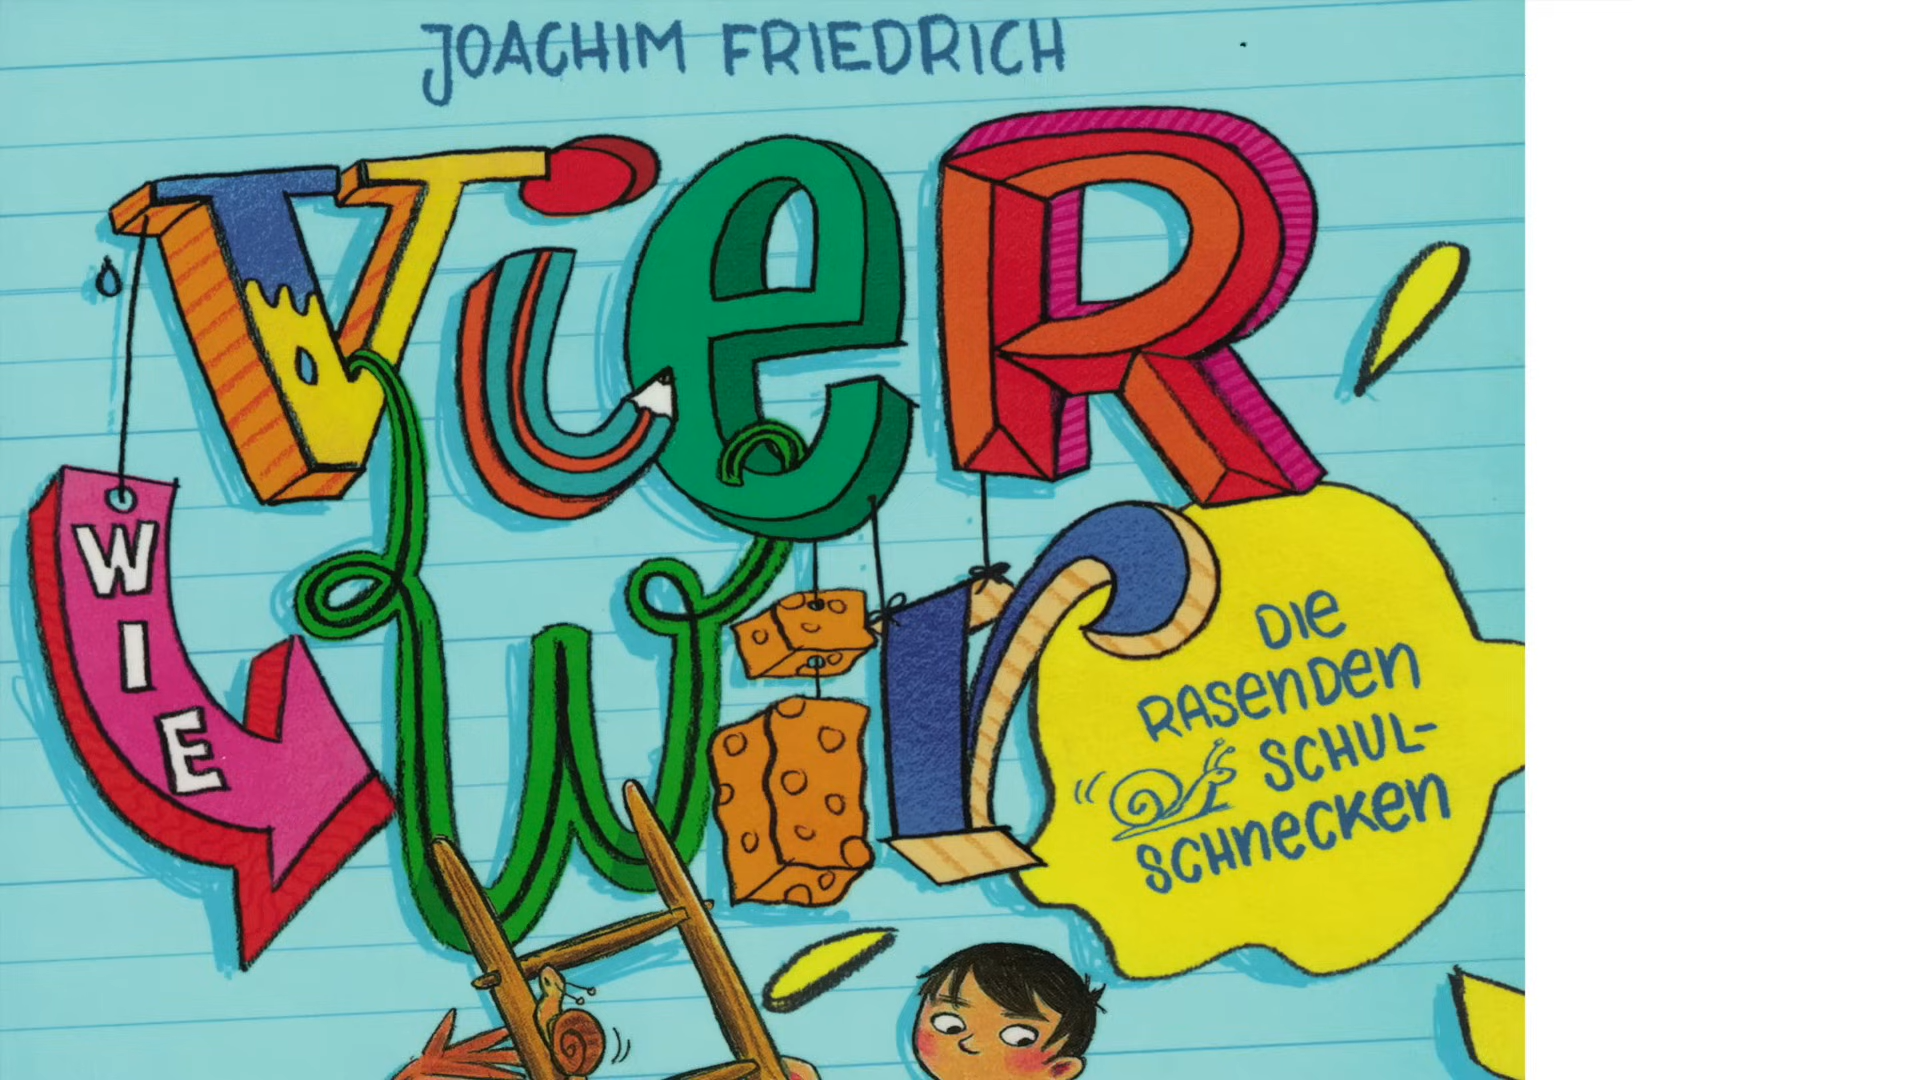 JOACHIM FRIEDRICH
VieR
WIE
wir
DIE
RASENDEN
SCHUL-
SCHNECKEN